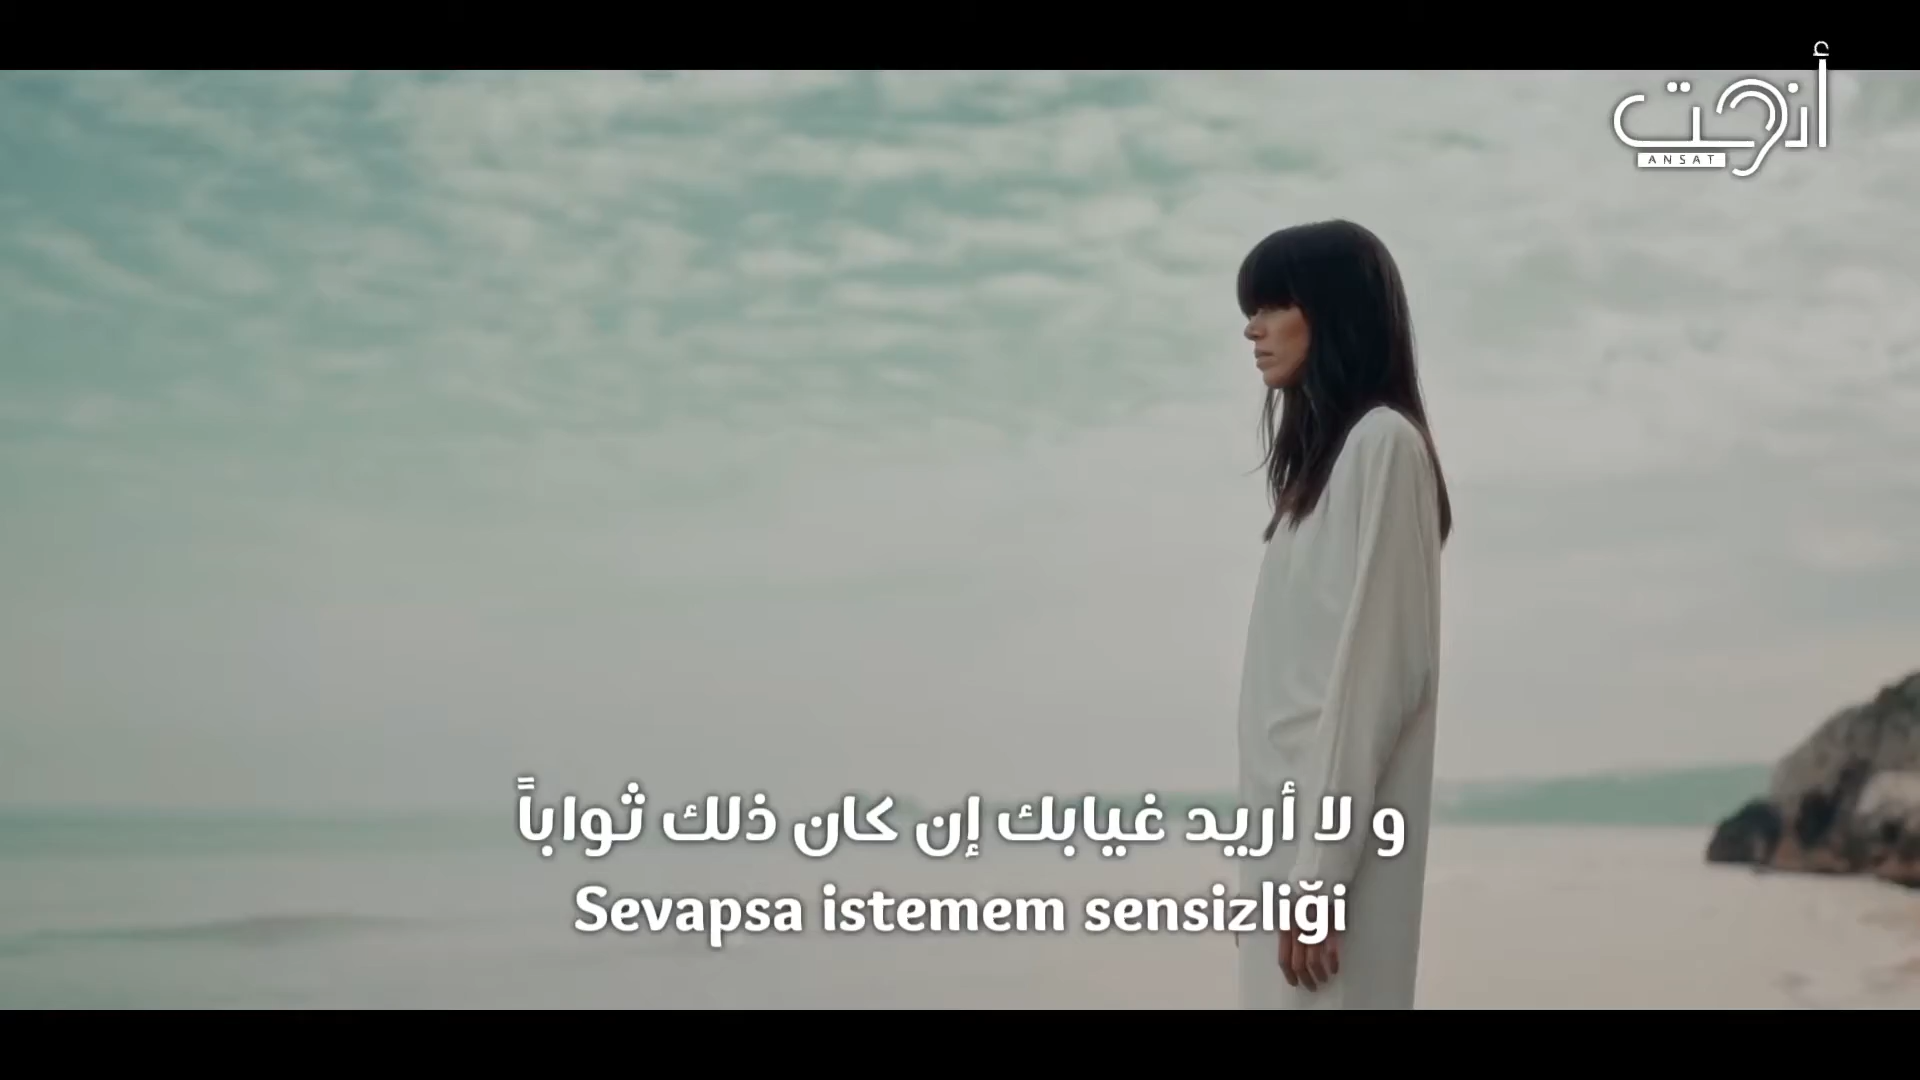 أنصت
ANSAT
و لا أريد غيابك إن كان ذلك ثواباً
Sevapsa istemem sensizliği